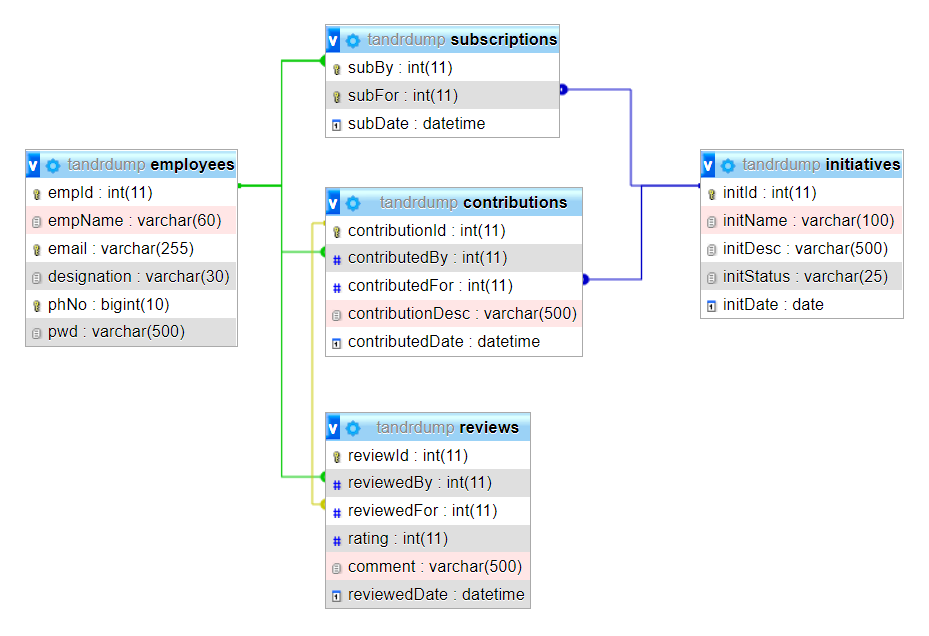 v tandrdump subscriptions
subBy : int(11)
subFor : int(11)
subDate : datetime
v tandrdump employees
empId : int(11)
empName : varchar(60)
email : varchar(255)
designation : varchar(30)
phNo : bigint(10)
pwd : varchar(500)
v tandrdump contributions
contributionId : int(11)
# contributedBy : int(11)
# contributedFor : int(11)
contributionDesc : varchar(500)
contributedDate : datetime
v tandrdump initiatives
initId : int(11)
initName : varchar(100)
initDesc : varchar(500)
initStatus : varchar(25)
initDate : date
v tandrdump reviews
reviewId : int(11)
# reviewedBy : int(11)
# reviewedFor : int(11)
# rating : int(11)
comment : varchar(500)
reviewedDate : datetime